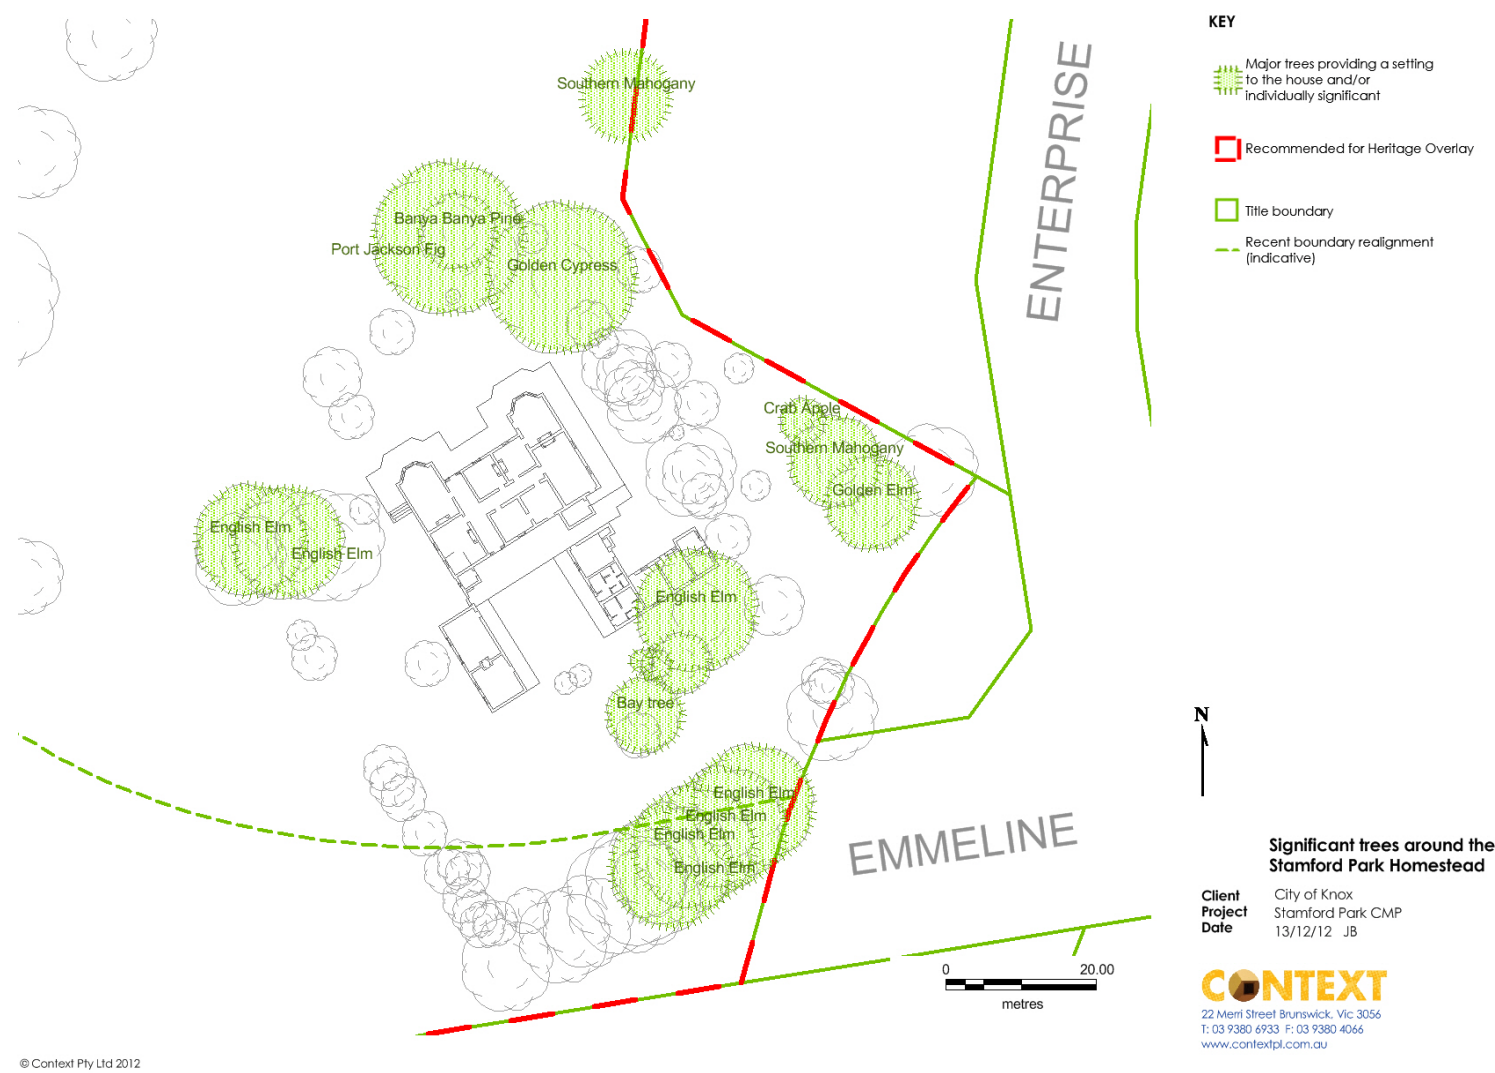 Southern Mahogany
Banya Banya Pine
Port Jackson Fig
Golden Cypress
Crab Apple
Southern Mahogany
Golden Elm
English Elm
English Elm
English Elm
Bay tree
English Elm
English Elm
English Elm
English Elm
ENTERPRISE
EMMELINE
0 20.00
metres
KEY
Major trees providing a setting
to the house and/or
individually significant
Recommended for Heritage Overlay
Title boundary
Recent boundary realignment
(indicative)
N
Significant trees around the
Stamford Park Homestead
Client City of Knox
Project Stamford Park CMP
Date 13/12/12 JB
CONTEXT
22 Merri Street Brunswick, Vic 3056
T: 03 9380 6933 F: 03 9380 4066
www.contextpl.com.au
© Context Pty Ltd 2012